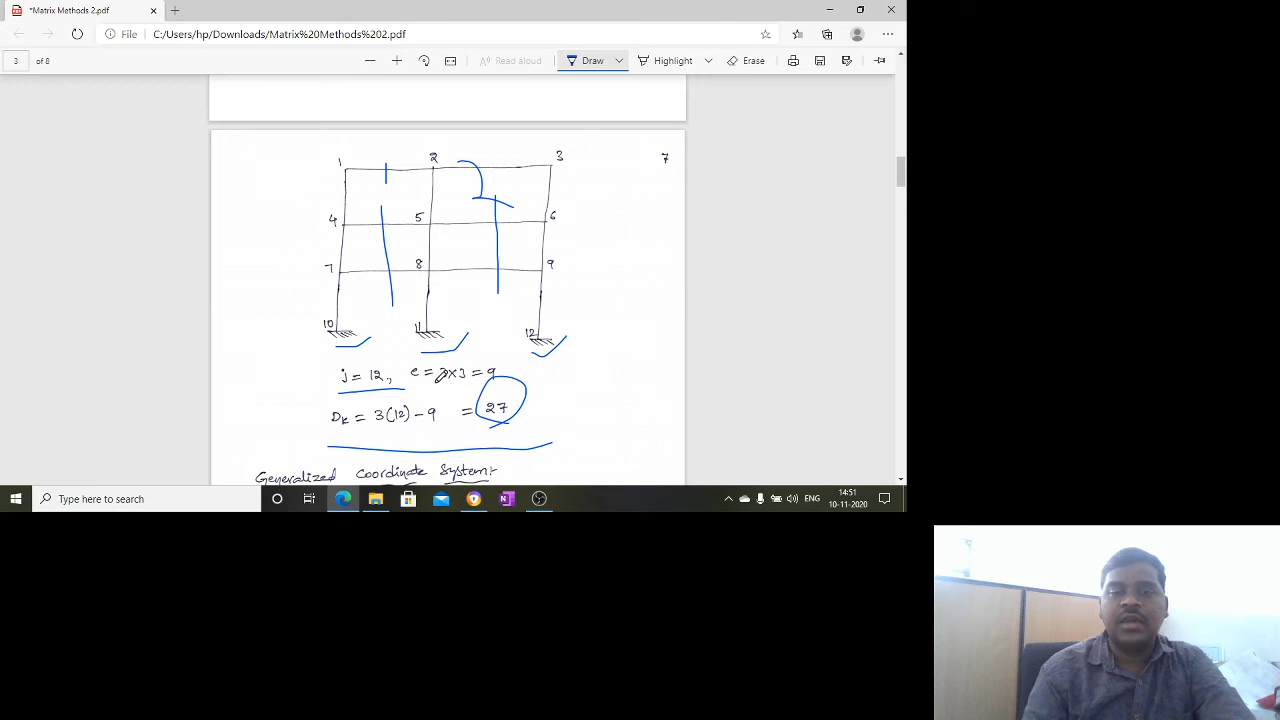 *Matrix Methods 2.pdf
File C:/Users/hp/Downloads/Matrix%20Methods%202.pdf
3 of 8 Read aloud Draw Highlight Erase
1 2 3 7
4 5 6
7 8 9
10 11 12
j = 12, e = 3x3 = 9
Dk = 3(12) - 9 = 27
Generalized Coordinate System:-
Type here to search
ENG
14:51
10-11-2020